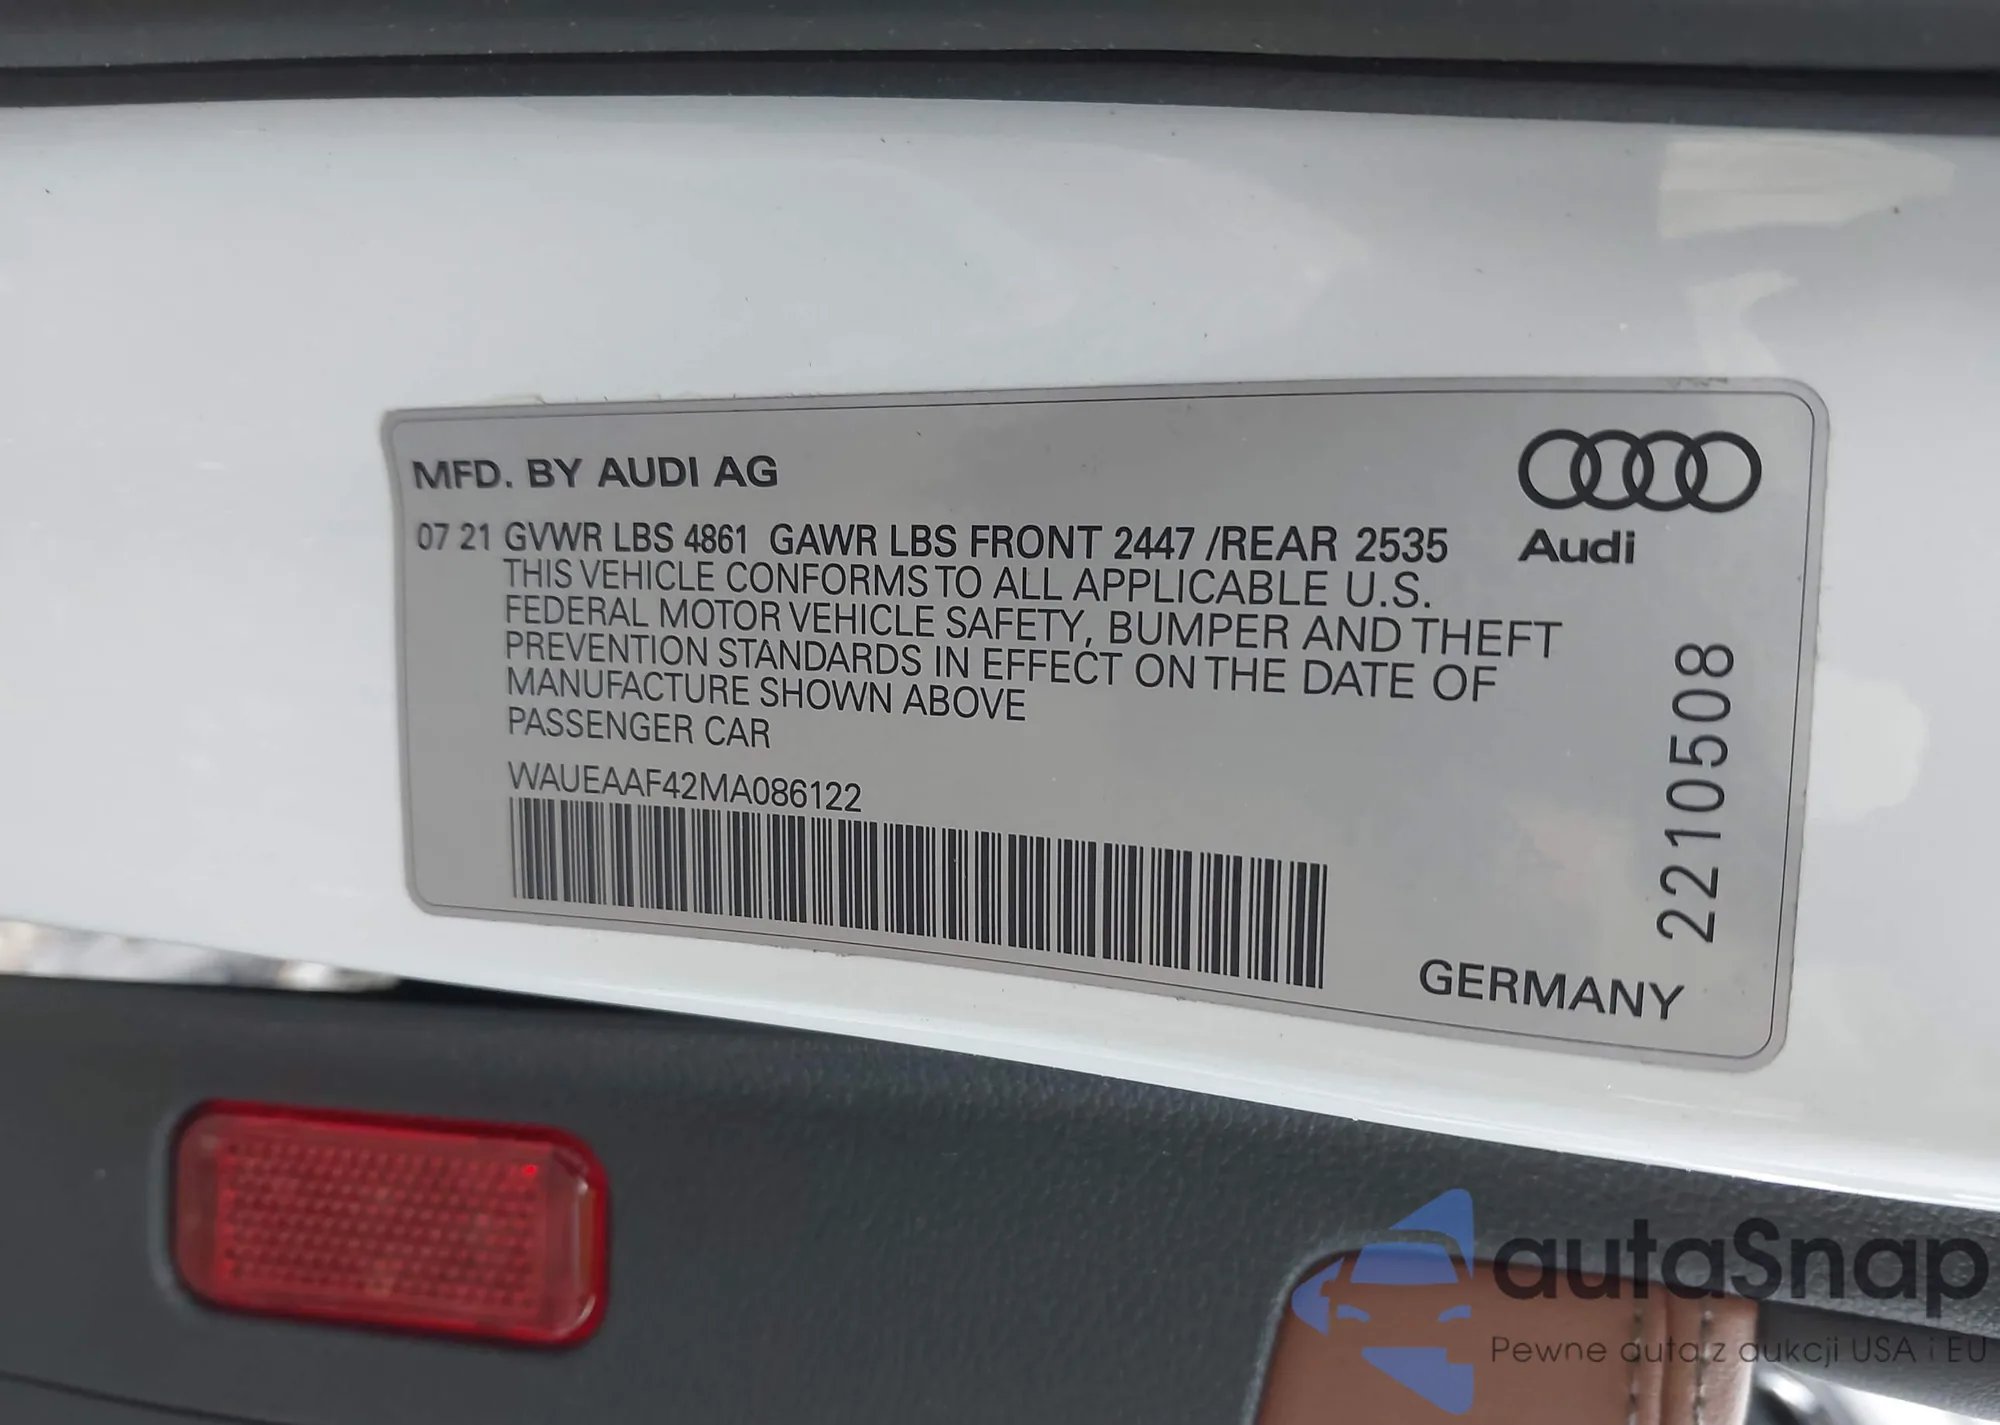 MFD. BY AUDI AG
07 21 GVWR LBS 4861 GAWR LBS FRONT 2447 /REAR 2535
THIS VEHICLE CONFORMS TO ALL APPLICABLE U.S.
FEDERAL MOTOR VEHICLE SAFETY, BUMPER AND THEFT
PREVENTION STANDARDS IN EFFECT ON THE DATE OF
MANUFACTURE SHOWN ABOVE
PASSENGER CAR
WAUEAAF42MA086122
Audi
2210508
GERMANY
autaSnap
Pewne auta z aukcji USA i EU